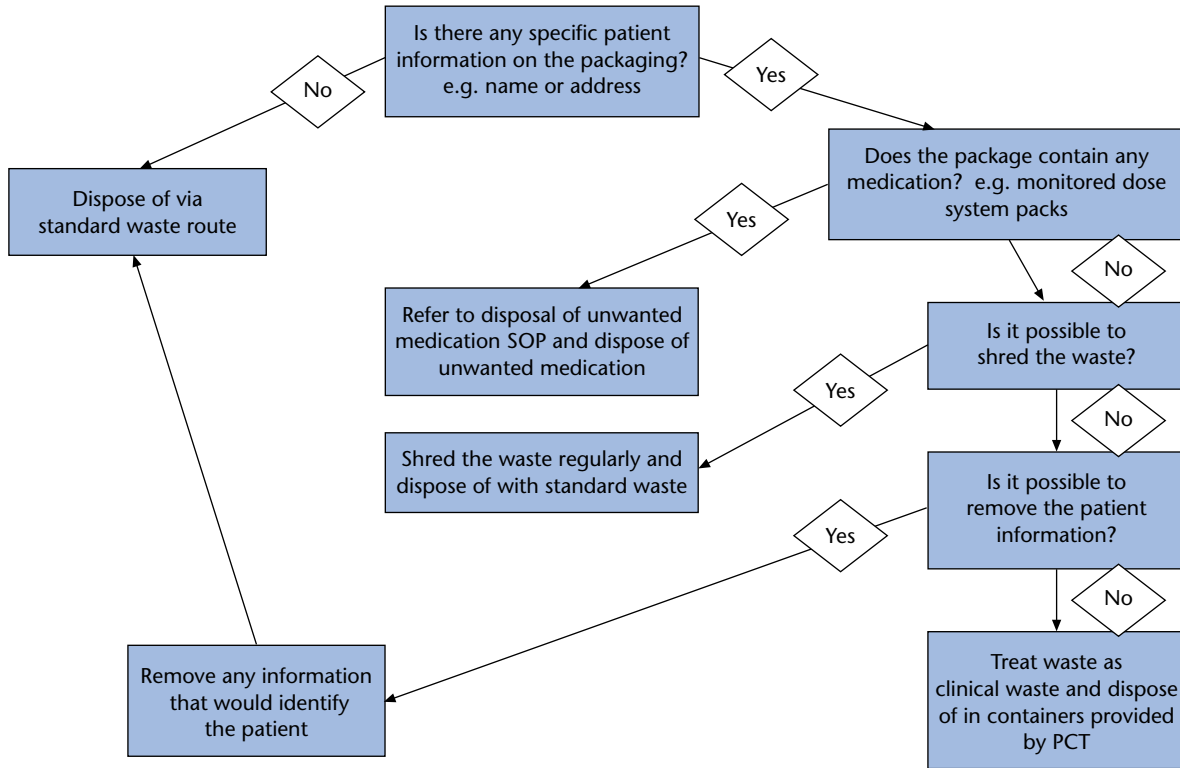 Is there any specific patient
information on the packaging?
e.g. name or address
No
Yes
Does the package contain any
medication? e.g. monitored dose
system packs
Dispose of via
standard waste route
Yes
No
Refer to disposal of unwanted
medication SOP and dispose of
unwanted medication
Is it possible to
shred the waste?
Yes
No
Shred the waste regularly and
dispose of with standard waste
Is it possible to
remove the patient
information?
Yes
No
Remove any information
that would identify
the patient
Treat waste as
clinical waste and dispose
of in containers provided
by PCT